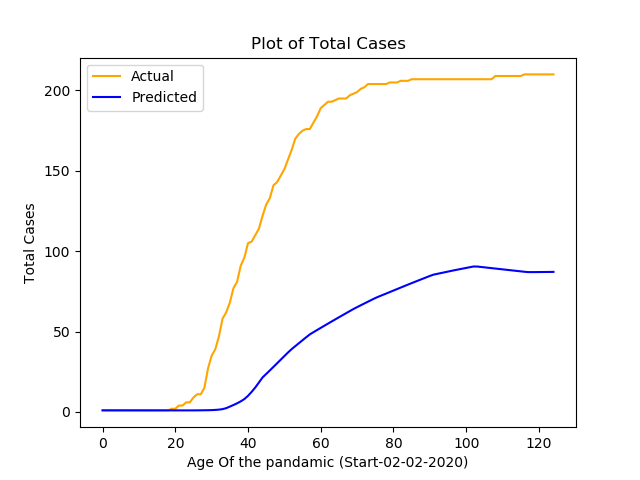 Plot of Total Cases
Actual
Predicted
200
150
100
50
0
Total Cases
0 20 40 60 80 100 120
Age Of the pandamic (Start-02-02-2020)